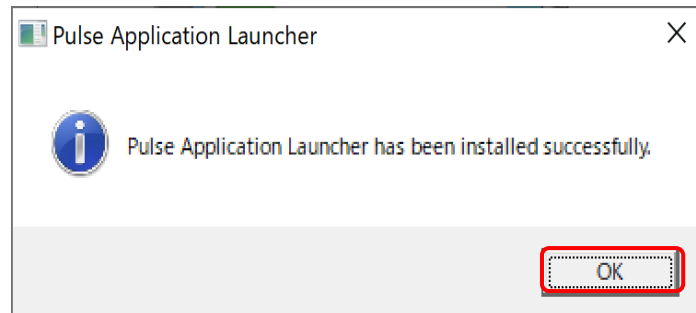 Pulse Application Launcher
Pulse Application Launcher has been installed successfully.
OK